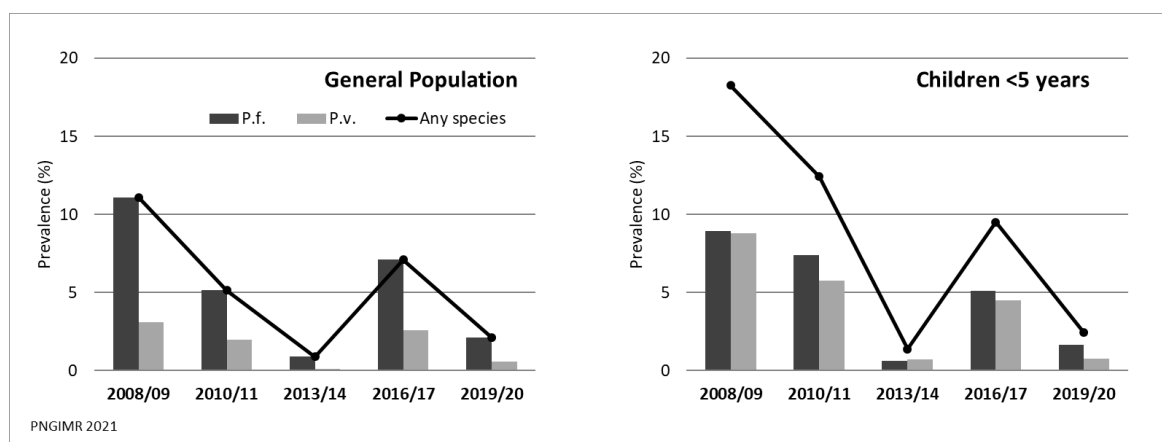 General Population
P.f. P.v. Any species
Prevalence (%)
20
15
10
5
0
2008/09 2010/11 2013/14 2016/17 2019/20
Children <5 years
Prevalence (%)
20
15
10
5
0
2008/09 2010/11 2013/14 2016/17 2019/20
PNGIMR 2021